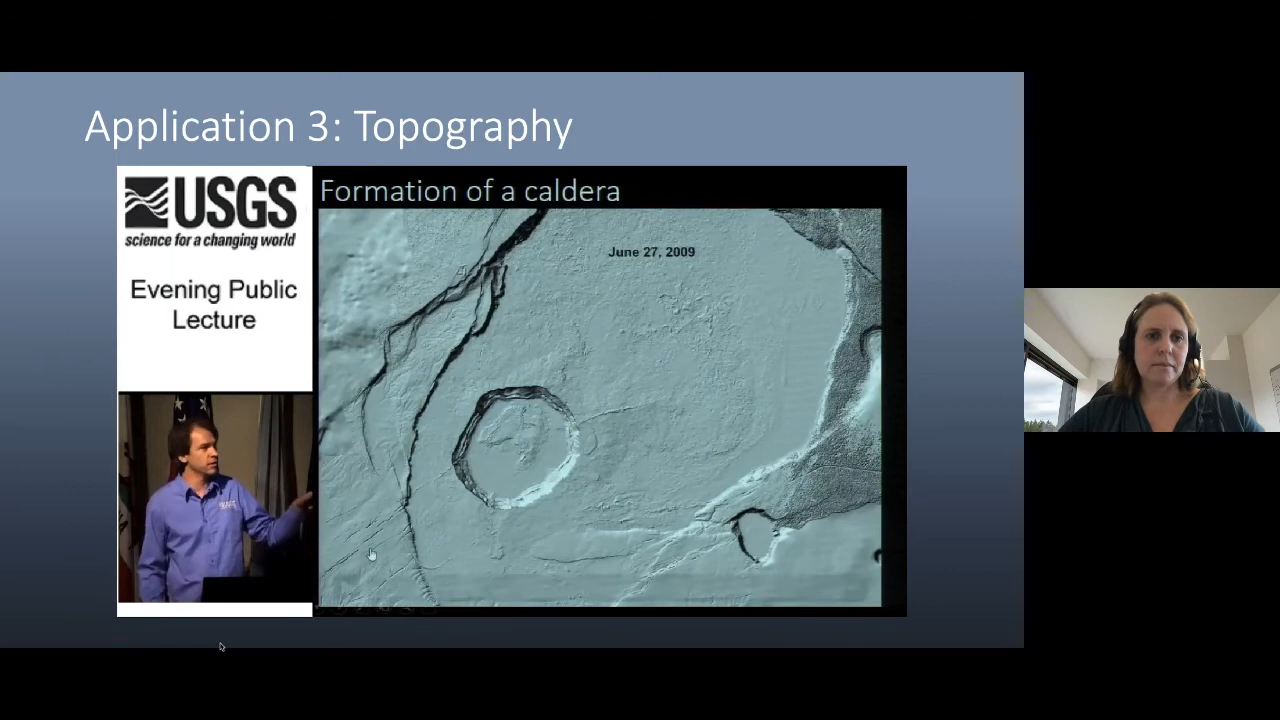 Application 3: Topography
USGS
science for a changing world
Evening Public
Lecture
Formation of a caldera
June 27, 2009